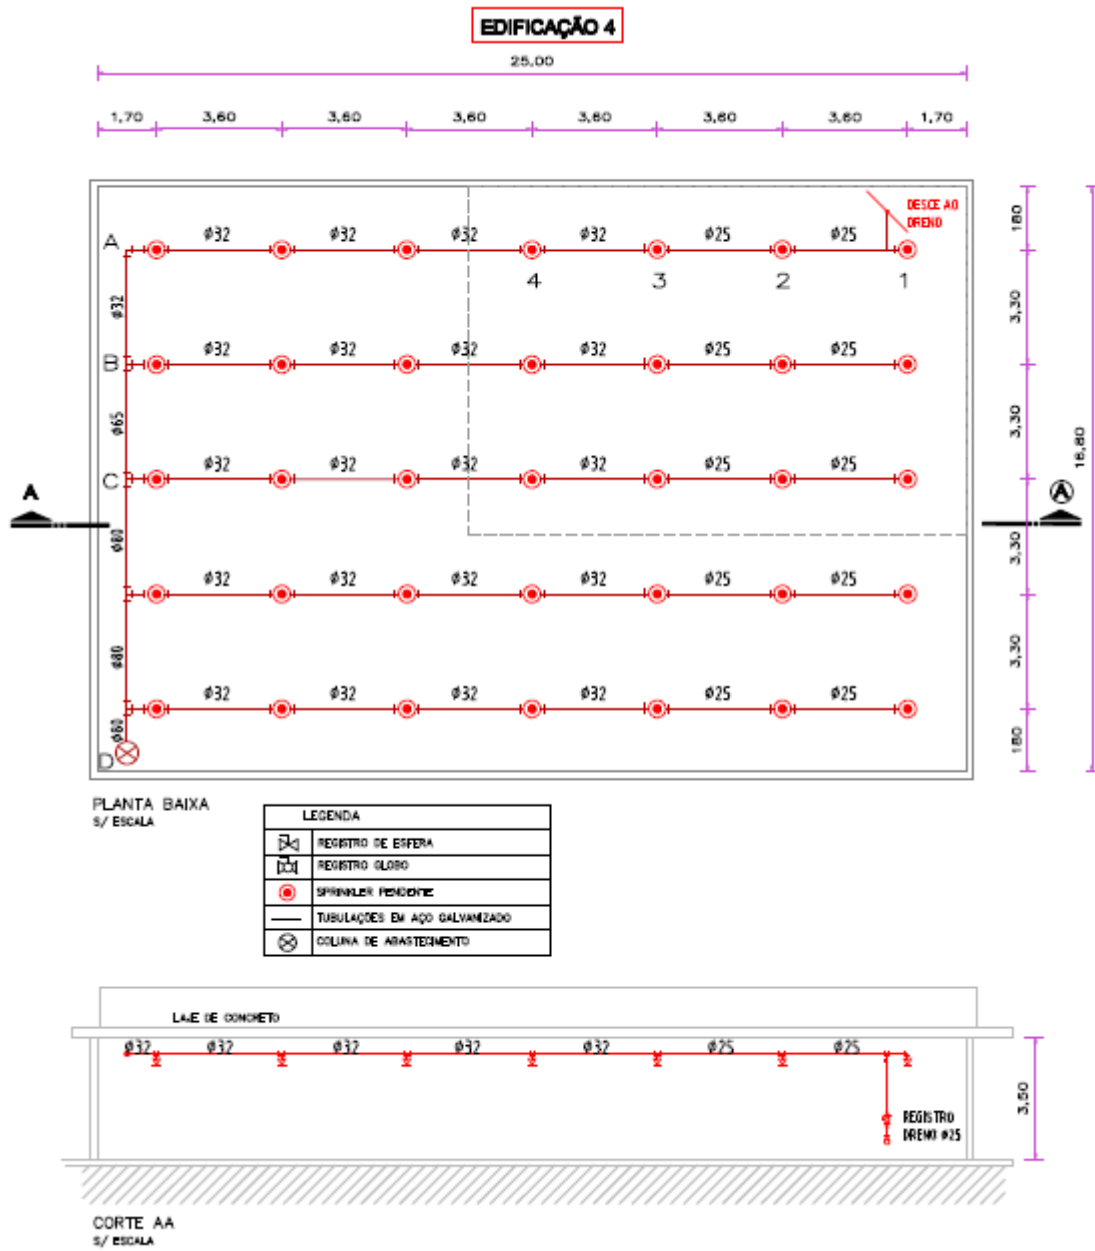 EDIFICAÇÃO 4
25,00
1,70 3,60 3,60 3,60 3,60 3,60 3,60 1,70
DESCE AO
DRENO
A ø32 ø32 ø32 ø32 ø25 ø25
4 3 2 1
180
ø32
3,30
B ø32 ø32 ø32 ø32 ø25 ø25
ø65
3,30
16,80
C ø32 ø32 ø32 ø32 ø25 ø25
A A
ø80
3,30
ø32 ø32 ø32 ø32 ø25 ø25
ø80
3,30
ø32 ø32 ø32 ø32 ø25 ø25
ø80
180
D
PLANTA BAIXA
S/ ESCALA
LEGENDA
REGISTRO DE ESFERA
REGISTRO GLOBO
SPRINKLER PENDENTE
TUBULAÇÕES EM AÇO GALVANIZADO
COLUNA DE ABASTECIMENTO
LAJE DE CONCRETO
ø32 ø32 ø32 ø32 ø32 ø25 ø25
3,50
REGISTRO
DRENO ø25
CORTE AA
S/ ESCALA